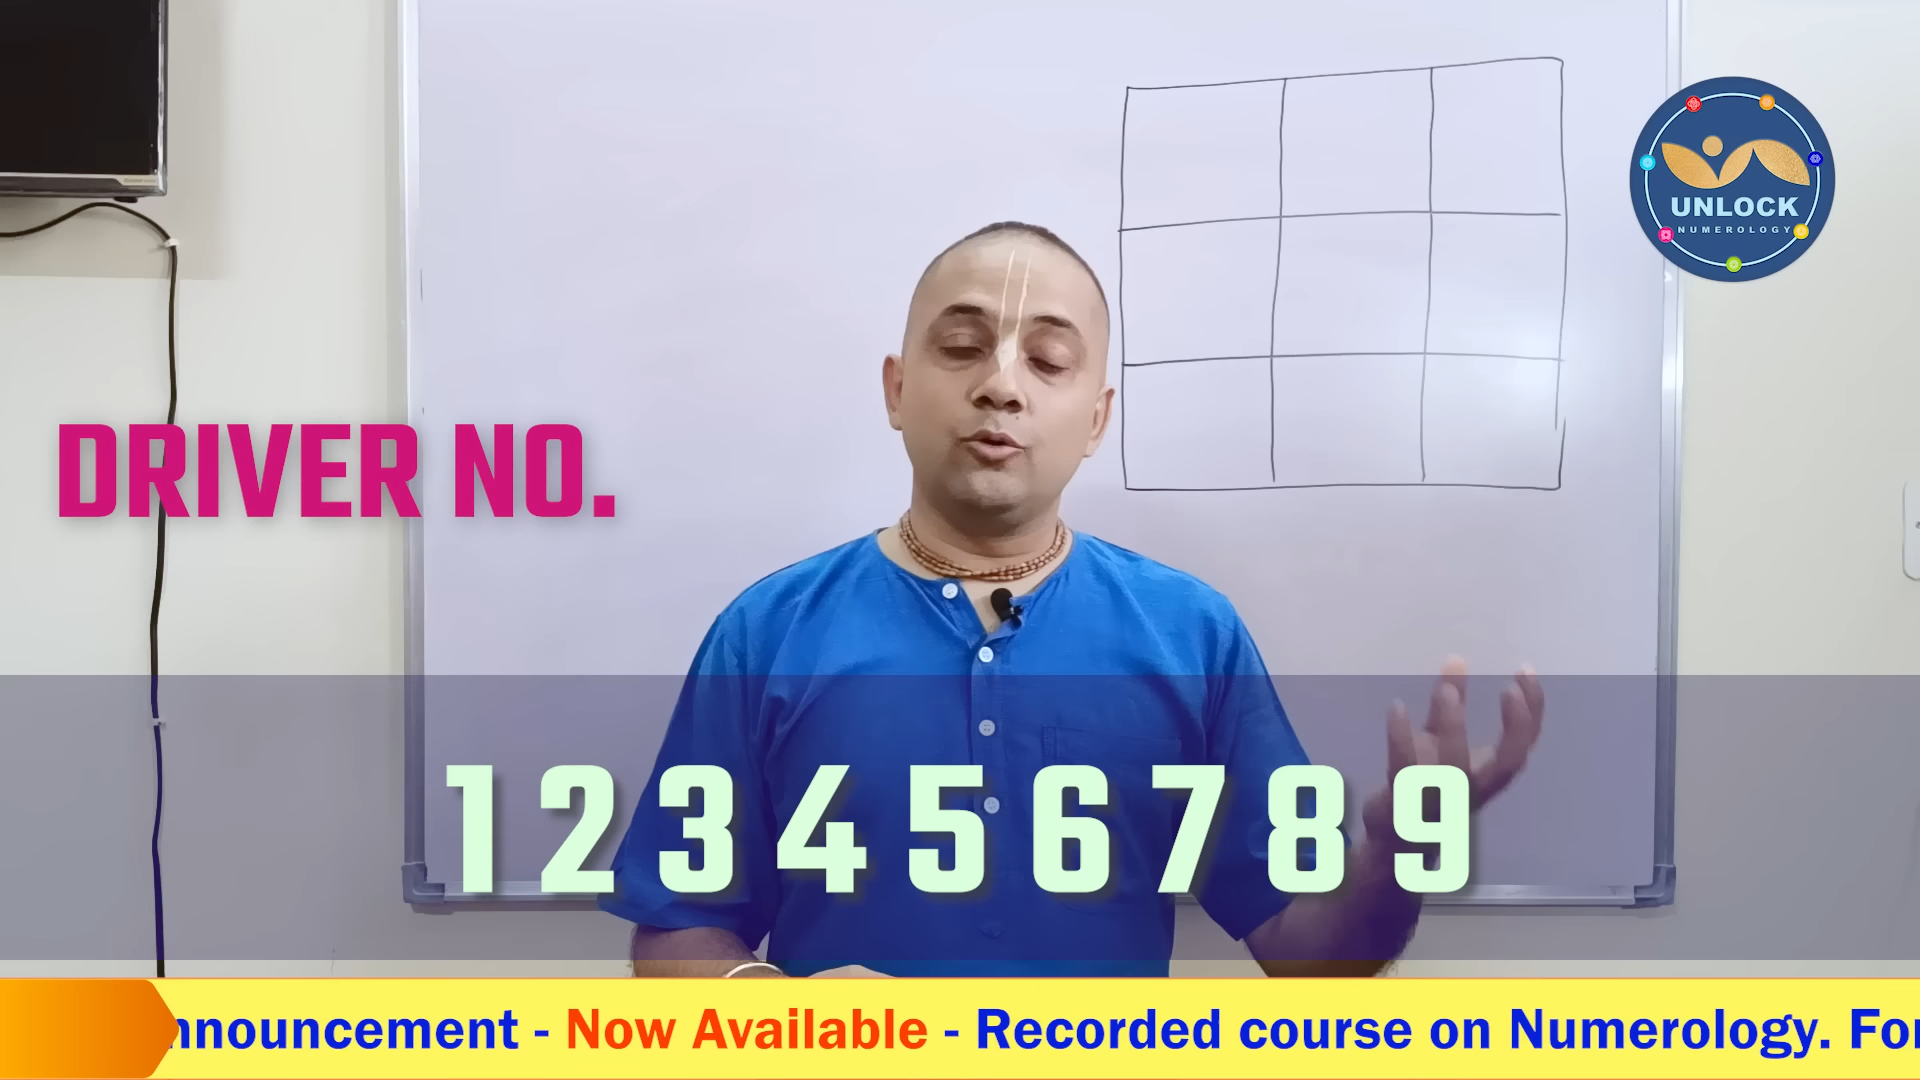 UNLOCK
NUMEROLOGY
DRIVER NO.
1 2 3 4 5 6 7 8 9
nnouncement - Now Available - Recorded course on Numerology. For